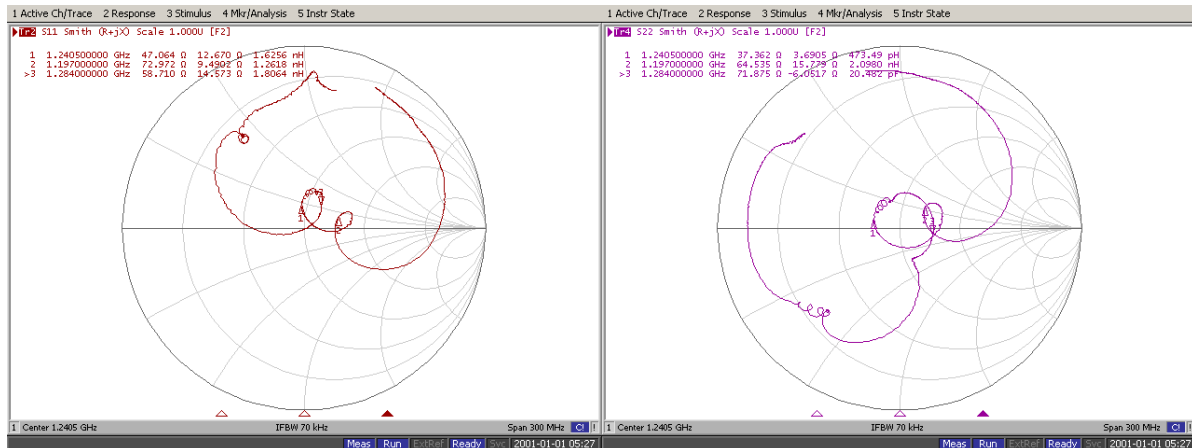 1 Active Ch/Trace 2 Response 3 Stimulus 4 Mkr/Analysis 5 Instr State
Tr2 S11 Smith (R+jX) Scale 1.000U [F2]
1 1.240500000 GHz 47.064 Ω 12.670 Ω 1.6256 nH
2 1.197000000 GHz 72.972 Ω 9.4902 Ω 1.2618 nH
>3 1.284000000 GHz 58.710 Ω 14.573 Ω 1.8064 nH
1
2
1 Center 1.2405 GHz IFBW 70 kHz Span 300 MHz C! !
Meas Run ExtRef Ready Svc 2001-01-01 05:27
1 Active Ch/Trace 2 Response 3 Stimulus 4 Mkr/Analysis 5 Instr State
Tr4 S22 Smith (R+jX) Scale 1.000U [F2]
1 1.240500000 GHz 37.362 Ω 3.6905 Ω 473.49 pH
2 1.197000000 GHz 64.535 Ω 15.779 Ω 2.0980 nH
>3 1.284000000 GHz 71.875 Ω -6.0517 Ω 20.482 pF
1
1 Center 1.2405 GHz IFBW 70 kHz Span 300 MHz C! !
Meas Run ExtRef Ready Svc 2001-01-01 05:27